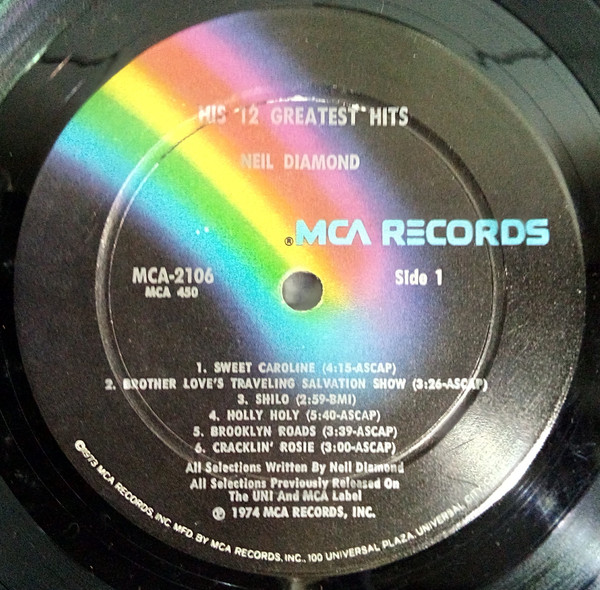 HIS 12 GREATEST HITS
NEIL DIAMOND
® MCA RECORDS
MCA-2106
MCA 450
Side 1
1. SWEET CAROLINE (4:15-ASCAP)
2. BROTHER LOVE'S TRAVELING SALVATION SHOW (3:26-ASCAP)
3. SHILO (2:59-BMI)
4. HOLLY HOLY (5:40-ASCAP)
5. BROOKLYN ROADS (3:39-ASCAP)
6. CRACKLIN' ROSIE (3:00-ASCAP)
All Selections Written By Neil Diamond
All Selections Previously Released On
The UNI And MCA Label
℗ 1974 MCA RECORDS, INC.
©1973 MCA RECORDS, INC. MFD. BY MCA RECORDS, INC., 100 UNIVERSAL PLAZA, UNIVERSAL